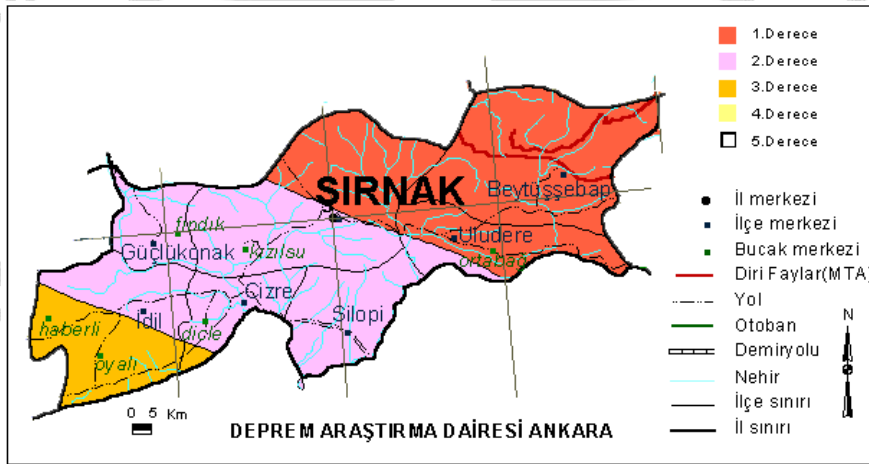 1.Derece
2.Derece
3.Derece
4.Derece
5.Derece
SIRNAK
Beytüşşebap
fındık
Uludere
Güçlükonak
kızılsu
ortabağ
Cizre
haberli
İdil
dicle
Silopi
oyalı
İl merkezi
İlçe merkezi
Bucak merkezi
Diri Faylar(MTA)
Yol
Otoban
Demiryolu
Nehir
İlçe sınırı
İl sınırı
N
0 5 Km
DEPREM ARAŞTIRMA DAİRESİ ANKARA